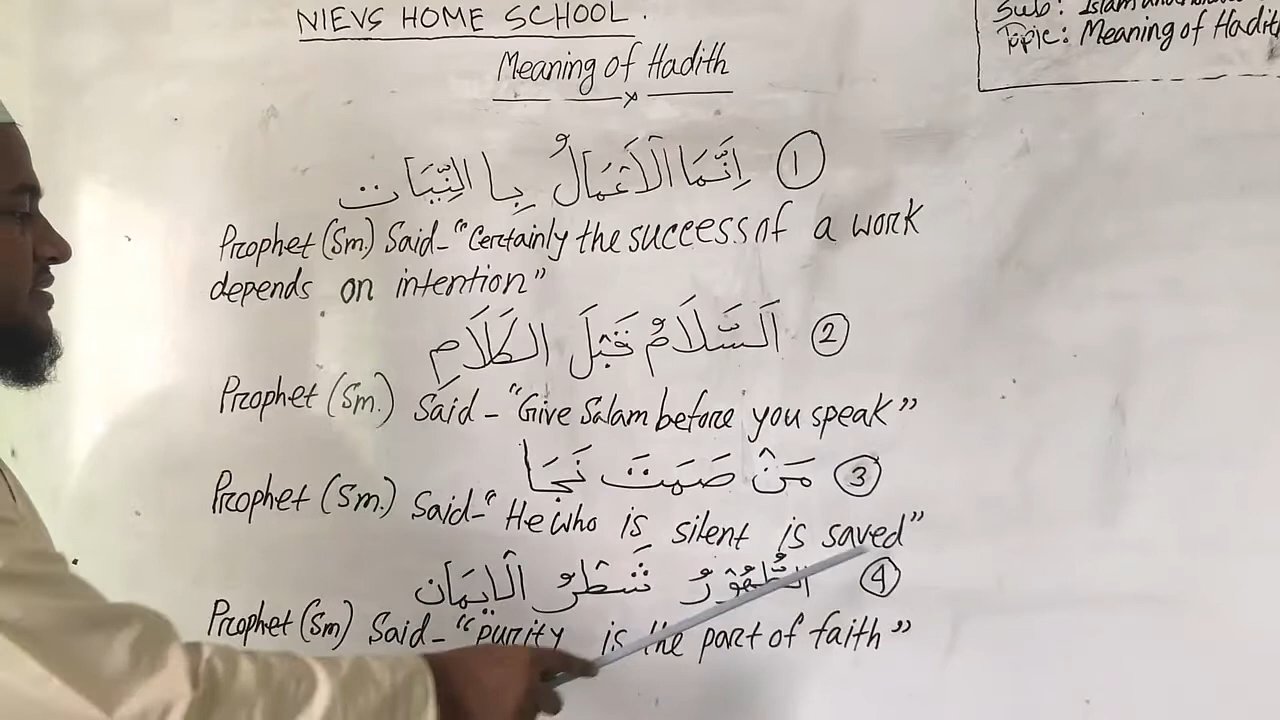 NIEVS HOME SCHOOL.
Sub: Islam and
Topic: Meaning of Hadith
Meaning of Hadith
إِنَّمَا الْأَعْمَالُ بِا النِّيَات ①
Prophet (Sm.) Said - "Certainly the success of a work
depends on intention"
اَلسَّلَامُ قَبْلَ الكَلَامِ ②
Prophet (Sm.) Said - "Give Salam before you speak"
مَنْ صَمَتَ نَجَا ③
Prophet (Sm.) Said - "He who is silent is saved"
الطُّهُوْرُ شَطْرُ الْاِيمَان ④
Prophet (Sm) Said - "purity is the part of faith"